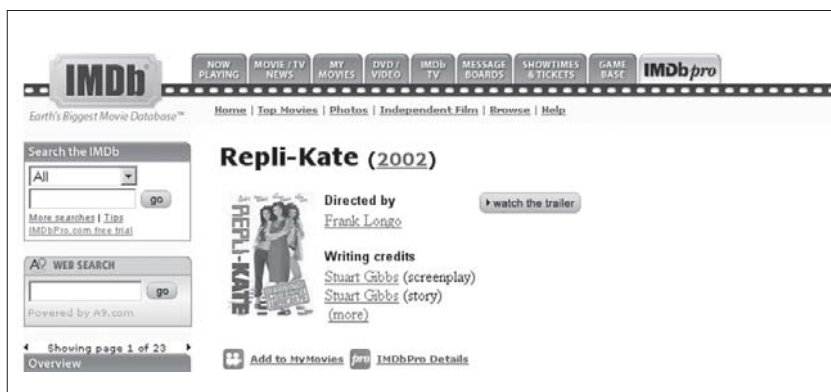 NOW PLAYING
MOVIE / TV NEWS
MY MOVIES
DVD / VIDEO
IMDb TV
MESSAGE BOARDS
SHOWTIMES & TICKETS
GAME BASE
IMDbpro
IMDb
Earth's Biggest Movie Database™
Home | Top Movies | Photos | Independent Film | Browse | Help
Search the IMDb
All
go
More searches | Tips
IMDbPro.com free trial
A9 WEB SEARCH
go
Powered by A9.com
Showing page 1 of 23
Overview
Repli-Kate (2002)
REPLI-KATE
Directed by
Frank Longo
watch the trailer
Writing credits
Stuart Gibbs (screenplay)
Stuart Gibbs (story)
(more)
Add to MyMovies pro IMDbPro Details